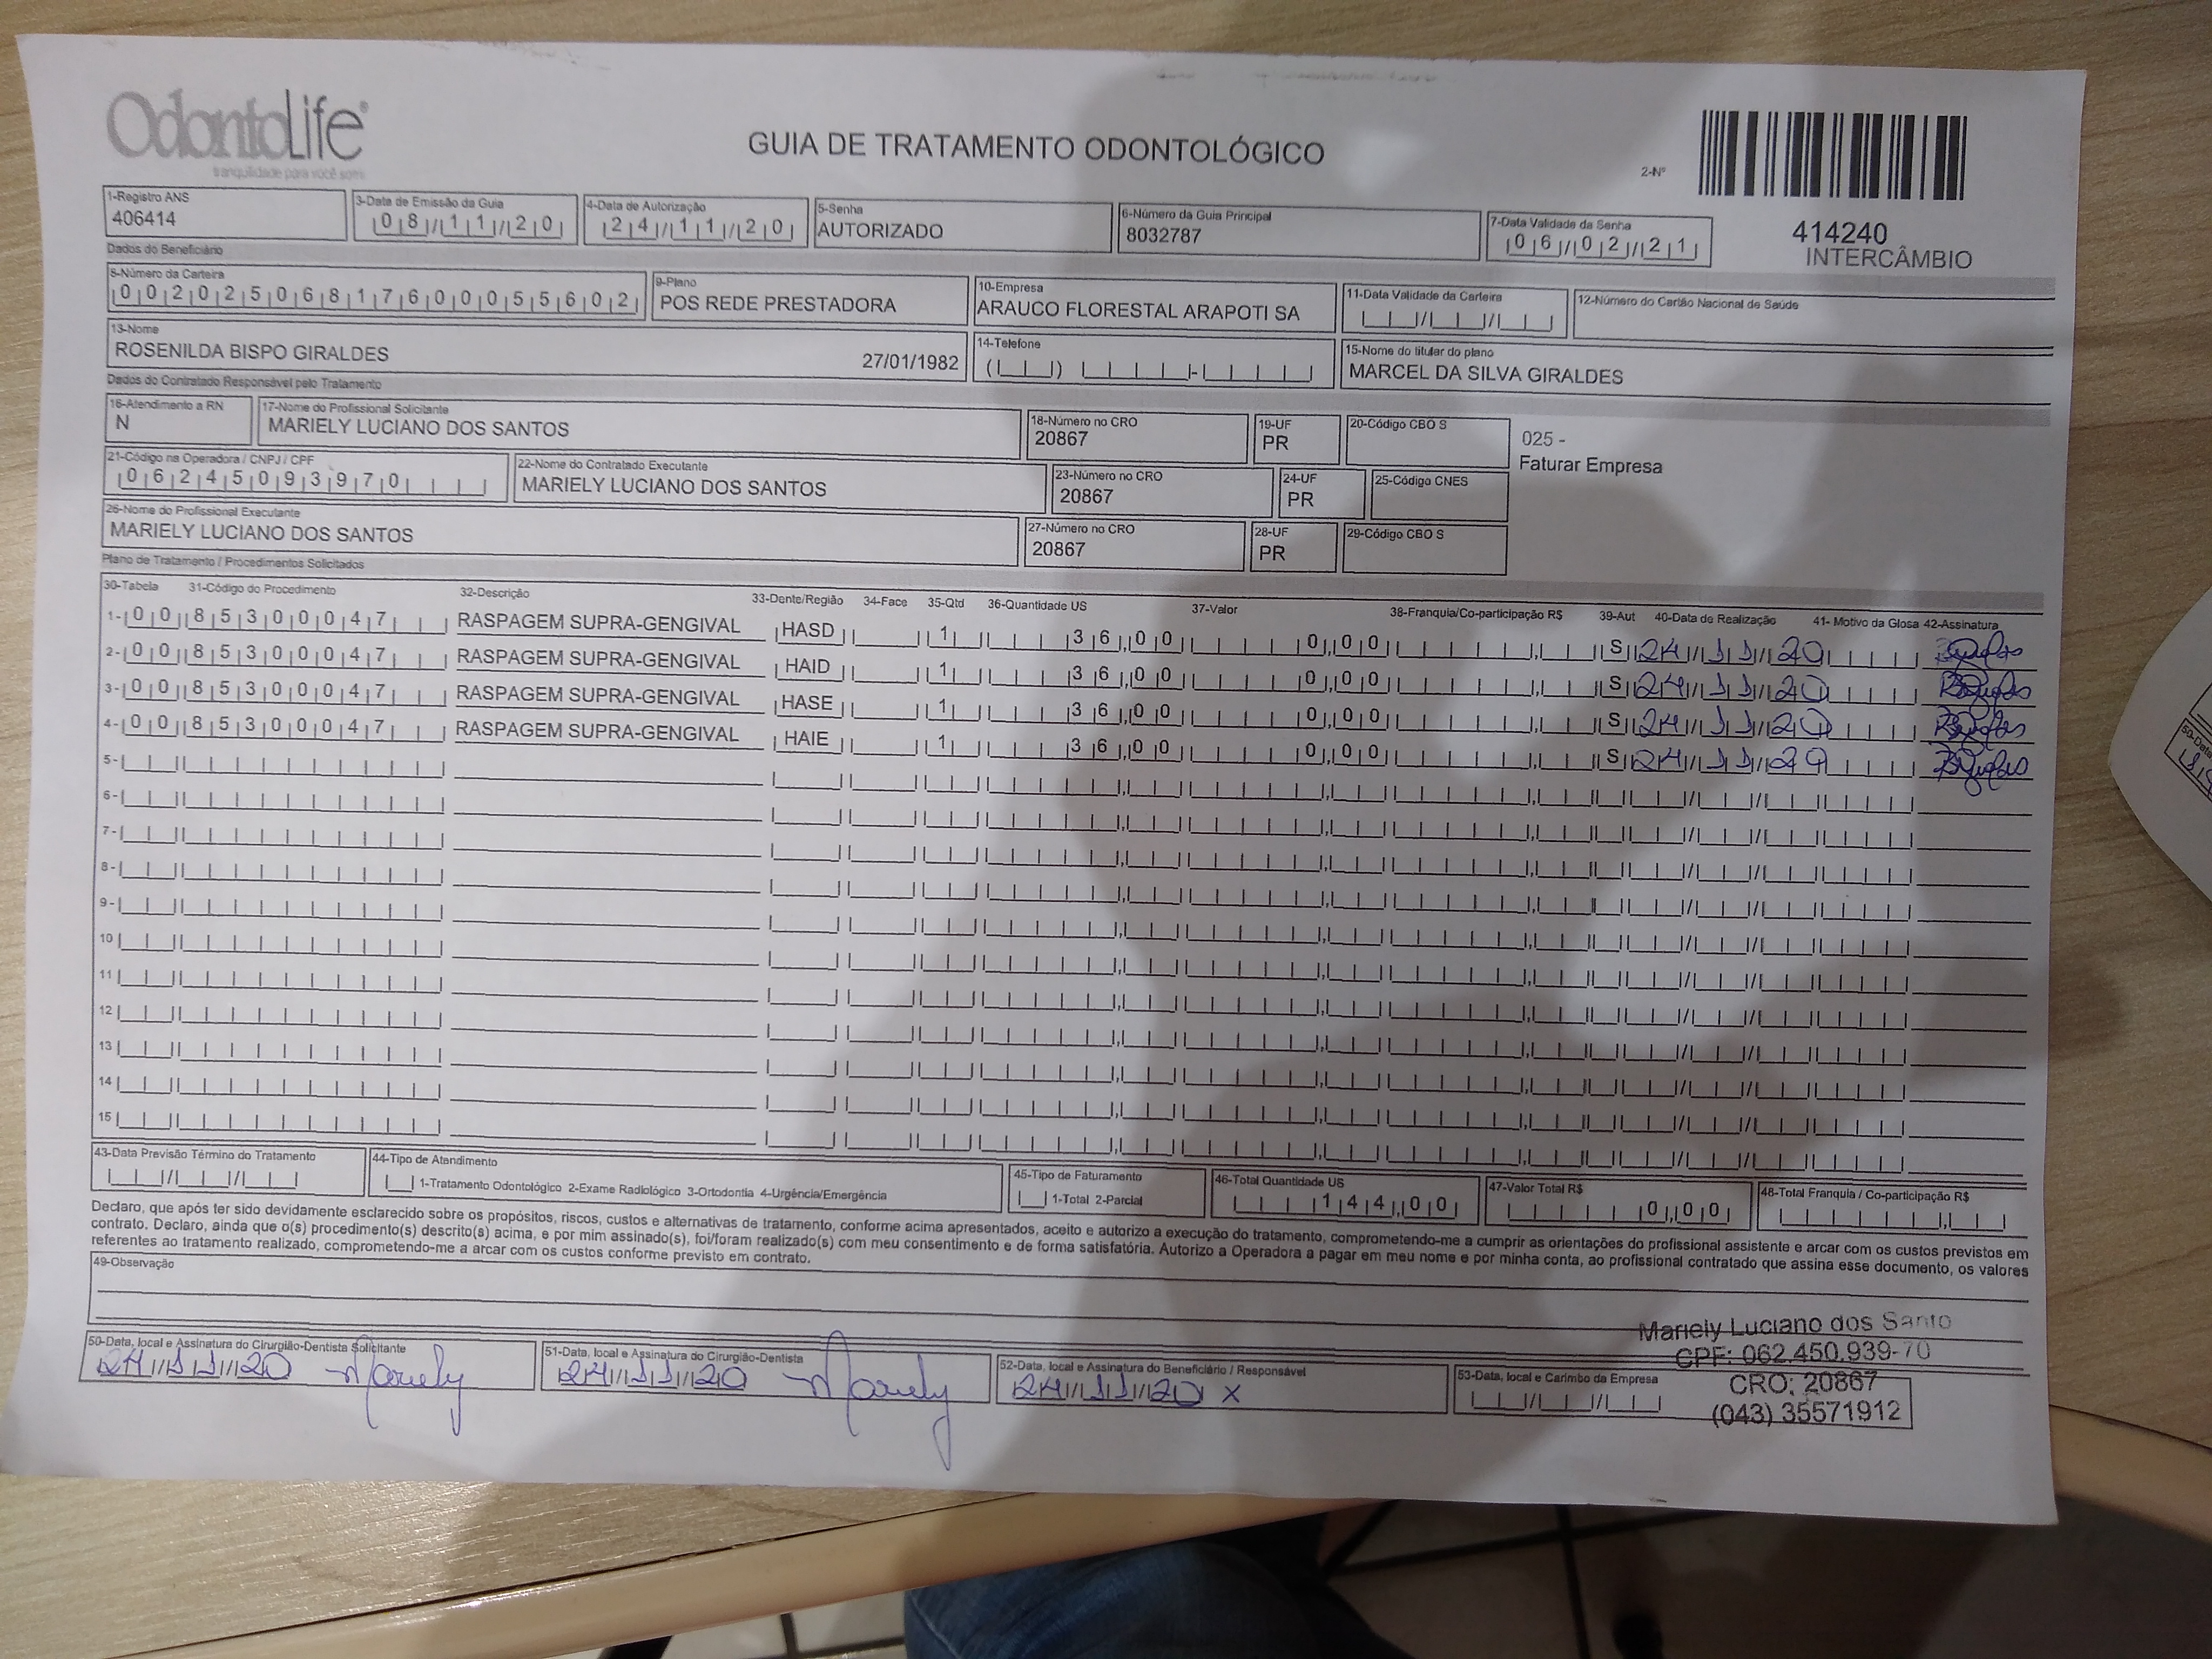 OdontoLife®
tranquilidade para você sorrir
GUIA DE TRATAMENTO ODONTOLÓGICO
2-Nº
414240
INTERCÂMBIO
1-Registro ANS
406414
3-Data de Emissão da Guia
08/11/20
4-Data de Autorização
24/11/20
5-Senha
AUTORIZADO
6-Número da Guia Principal
8032787
7-Data Validade da Senha
06/02/21
Dados do Beneficiário
8-Número da Carteira
00202506817600055602
9-Plano
POS REDE PRESTADORA
10-Empresa
ARAUCO FLORESTAL ARAPOTI SA
11-Data Validade da Carteira
12-Número do Cartão Nacional de Saúde
13-Nome
ROSENILDA BISPO GIRALDES 27/01/1982
14-Telefone
15-Nome do titular do plano
MARCEL DA SILVA GIRALDES
Dados do Contratado Responsável pelo Tratamento
16-Atendimento a RN
N
17-Nome do Profissional Solicitante
MARIELY LUCIANO DOS SANTOS
18-Número no CRO
20867
19-UF
PR
20-Código CBO S
025 -
Faturar Empresa
21-Código na Operadora / CNPJ / CPF
06245093970
22-Nome do Contratado Executante
MARIELY LUCIANO DOS SANTOS
23-Número no CRO
20867
24-UF
PR
25-Código CNES
26-Nome do Profissional Executante
MARIELY LUCIANO DOS SANTOS
27-Número no CRO
20867
28-UF
PR
29-Código CBO S
Plano de Tratamento / Procedimentos Solicitados
30-Tabela 31-Código do Procedimento 32-Descrição 33-Dente/Região 34-Face 35-Qtd 36-Quantidade US 37-Valor 38-Franquia/Co-participação R$ 39-Aut 40-Data de Realização 41- Motivo da Glosa 42-Assinatura
1- 00 85300047 RASPAGEM SUPRA-GENGIVAL HASD 1 36,00 0,00 S 24/11/20
2- 00 85300047 RASPAGEM SUPRA-GENGIVAL HAID 1 36,00 0,00 S 24/11/20
3- 00 85300047 RASPAGEM SUPRA-GENGIVAL HASE 1 36,00 0,00 S 24/11/20
4- 00 85300047 RASPAGEM SUPRA-GENGIVAL HAIE 1 36,00 0,00 S 24/11/20
5-
6-
7-
8-
9-
10
11
12
13
14
15
43-Data Previsão Término do Tratamento
44-Tipo de Atendimento
1-Tratamento Odontológico 2-Exame Radiológico 3-Ortodontia 4-Urgência/Emergência
45-Tipo de Faturamento
1-Total 2-Parcial
46-Total Quantidade US
144,00
47-Valor Total R$
0,00
48-Total Franquia / Co-participação R$
Declaro, que após ter sido devidamente esclarecido sobre os propósitos, riscos, custos e alternativas de tratamento, conforme acima apresentados, aceito e autorizo a execução do tratamento, comprometendo-me a cumprir as orientações do profissional assistente e arcar com os custos previstos em
contrato. Declaro, ainda que o(s) procedimento(s) descrito(s) acima, e por mim assinado(s), foi/foram realizado(s) com meu consentimento e de forma satisfatória. Autorizo a Operadora a pagar em meu nome e por minha conta, ao profissional contratado que assina esse documento, os valores
referentes ao tratamento realizado, comprometendo-me a arcar com os custos conforme previsto em contrato.
49-Observação
50-Data, local e Assinatura do Cirurgião-Dentista Solicitante
24/11/20 Mariely
51-Data, local e Assinatura do Cirurgião-Dentista
24/11/20 Mariely
52-Data, local e Assinatura do Beneficiário / Responsável
24/11/20 X
53-Data, local e Carimbo da Empresa
Mariely Luciano dos Santo
CPF: 062.450.939-70
CRO: 20867
(043) 35571912